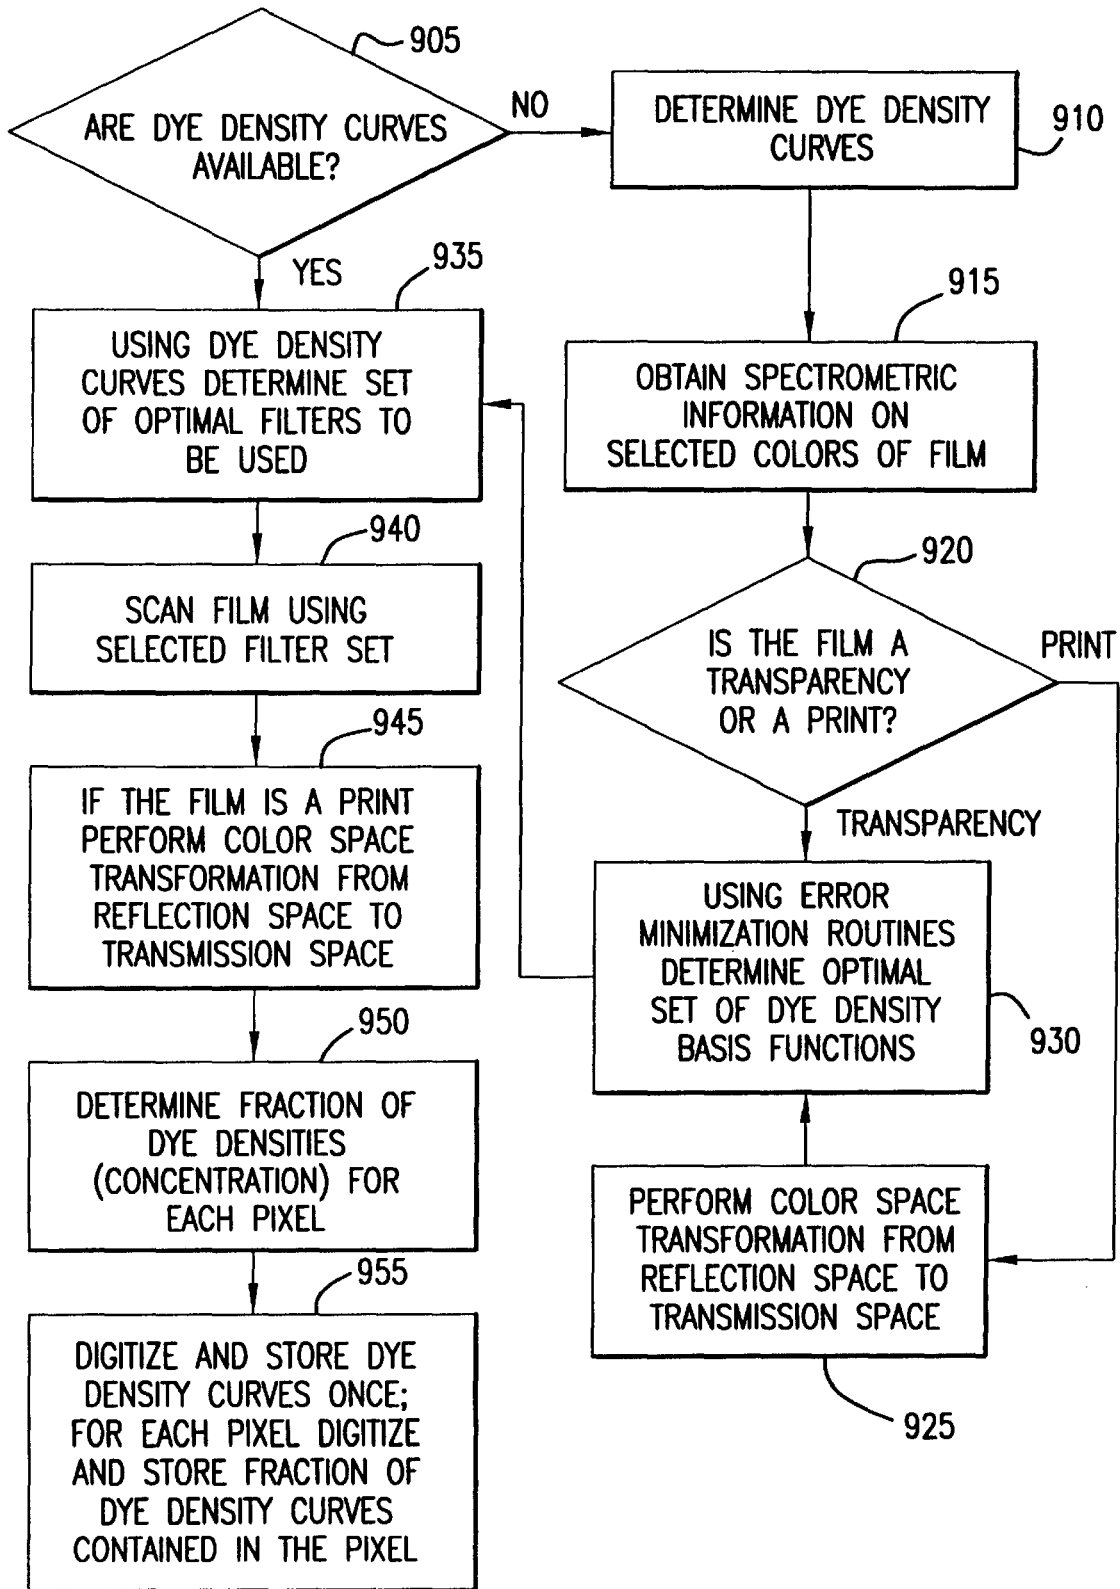 905
ARE DYE DENSITY CURVES
AVAILABLE?
NO
DETERMINE DYE DENSITY
CURVES
910
YES
935
USING DYE DENSITY
CURVES DETERMINE SET
OF OPTIMAL FILTERS TO
BE USED
915
OBTAIN SPECTROMETRIC
INFORMATION ON
SELECTED COLORS OF FILM
940
SCAN FILM USING
SELECTED FILTER SET
920
IS THE FILM A
TRANSPARENCY
OR A PRINT?
PRINT
TRANSPARENCY
945
IF THE FILM IS A PRINT
PERFORM COLOR SPACE
TRANSFORMATION FROM
REFLECTION SPACE TO
TRANSMISSION SPACE
USING ERROR
MINIMIZATION ROUTINES
DETERMINE OPTIMAL
SET OF DYE DENSITY
BASIS FUNCTIONS
930
950
DETERMINE FRACTION OF
DYE DENSITIES
(CONCENTRATION) FOR
EACH PIXEL
PERFORM COLOR SPACE
TRANSFORMATION FROM
REFLECTION SPACE TO
TRANSMISSION SPACE
925
955
DIGITIZE AND STORE DYE
DENSITY CURVES ONCE;
FOR EACH PIXEL DIGITIZE
AND STORE FRACTION OF
DYE DENSITY CURVES
CONTAINED IN THE PIXEL